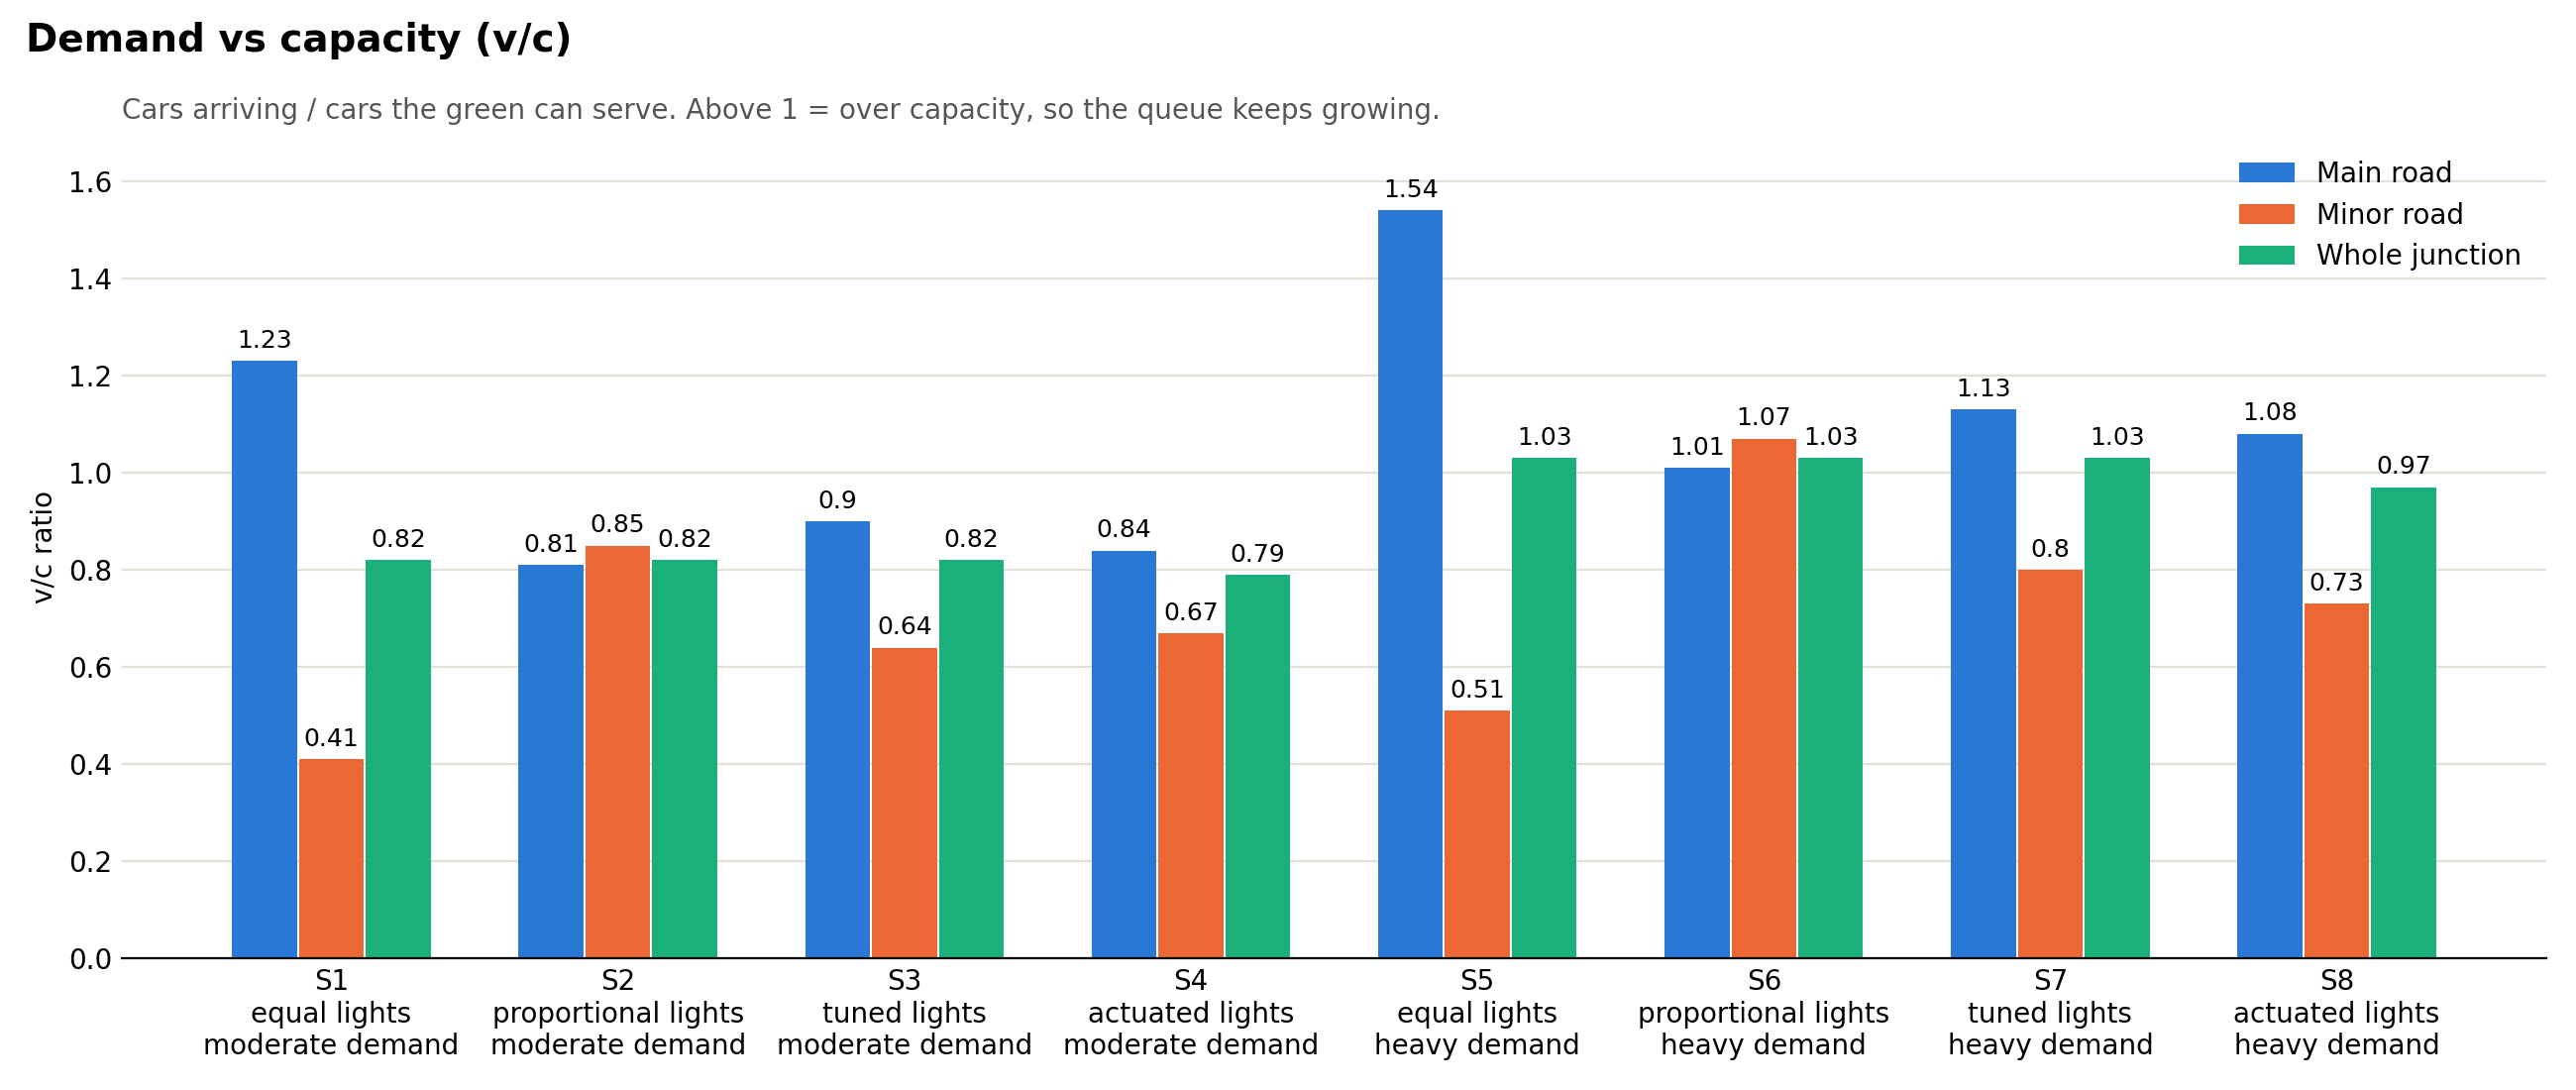 Demand vs capacity (v/c)
Cars arriving / cars the green can serve. Above 1 = over capacity, so the queue keeps growing.
Main road
Minor road
Whole junction
v/c ratio
1.6
1.4
1.2
1.0
0.8
0.6
0.4
0.2
0.0
1.23
0.41
0.82
0.81
0.85
0.82
0.9
0.64
0.82
0.84
0.67
0.79
1.54
0.51
1.03
1.01
1.07
1.03
1.13
0.8
1.03
1.08
0.73
0.97
S1
equal lights
moderate demand
S2
proportional lights
moderate demand
S3
tuned lights
moderate demand
S4
actuated lights
moderate demand
S5
equal lights
heavy demand
S6
proportional lights
heavy demand
S7
tuned lights
heavy demand
S8
actuated lights
heavy demand